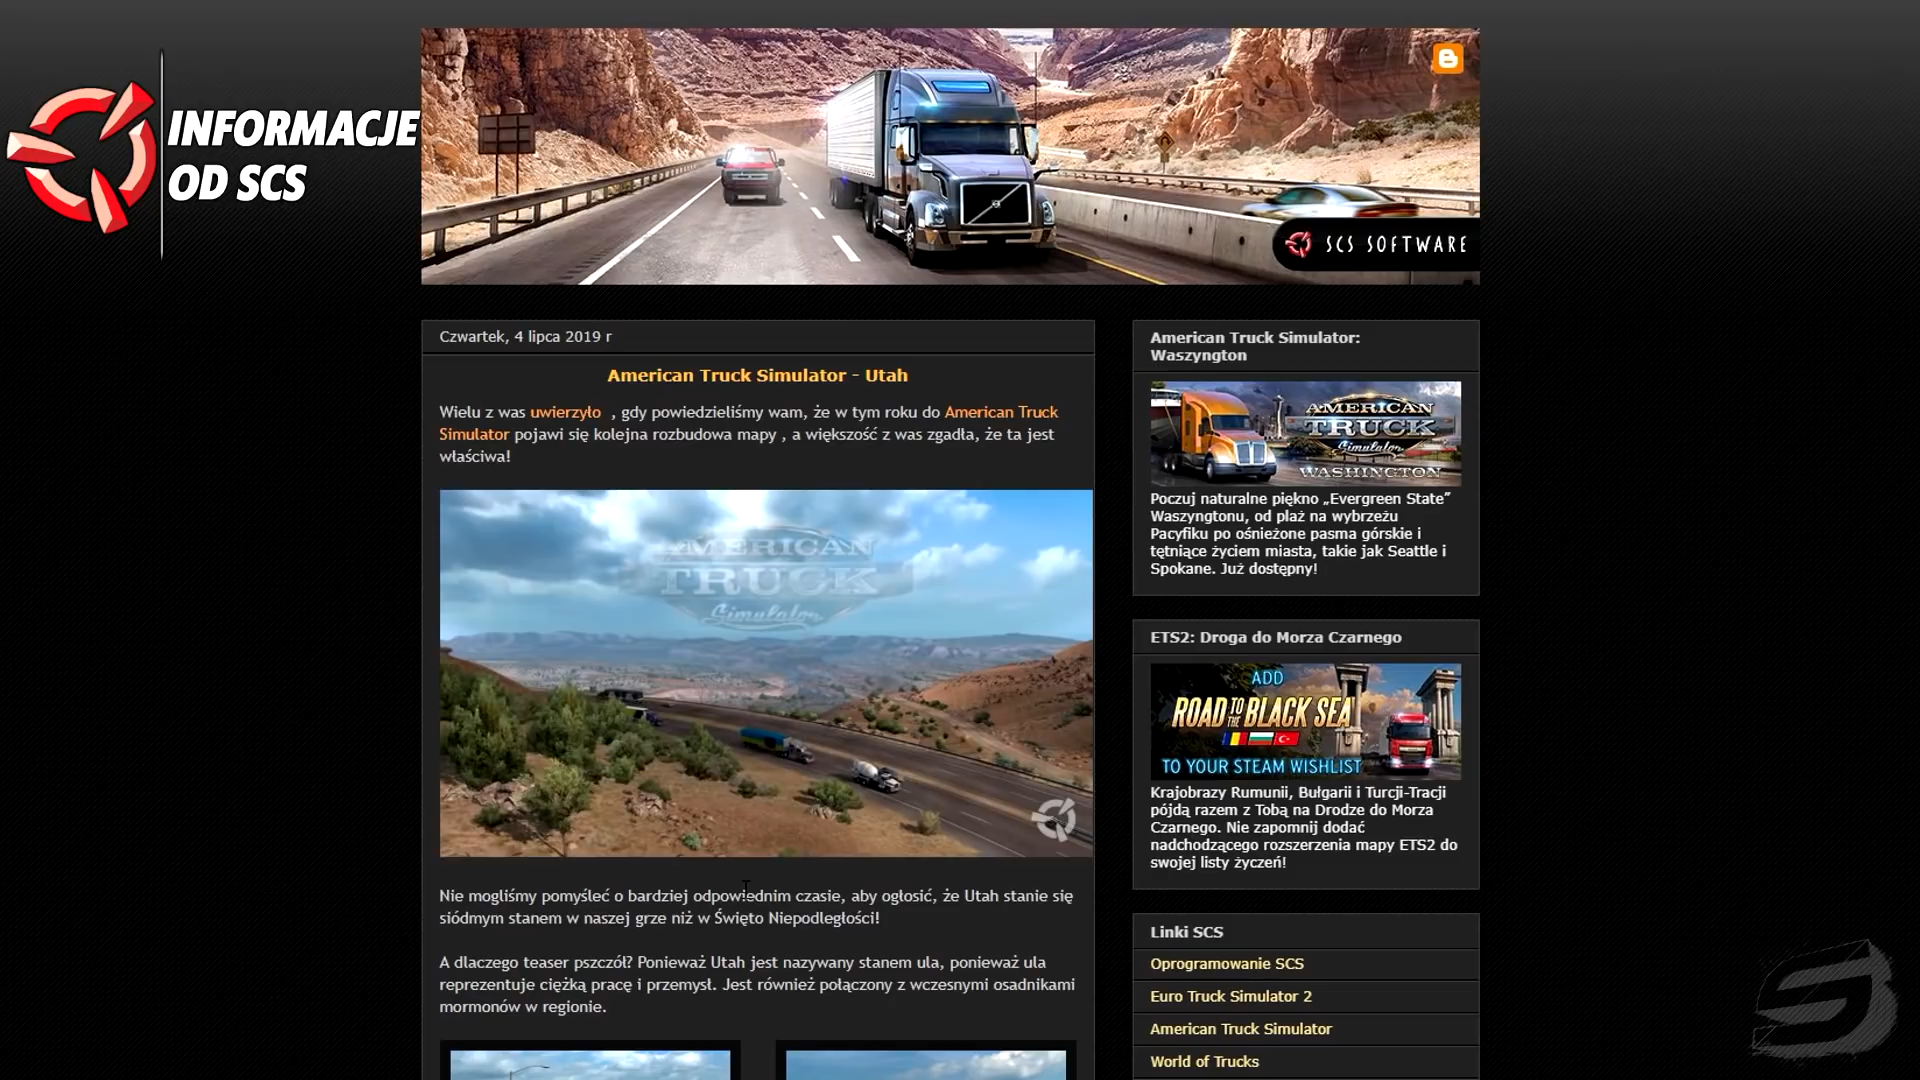 INFORMACJE
OD SCS
SCS SOFTWARE
Czwartek, 4 lipca 2019 r
American Truck Simulator - Utah
Wielu z was uwierzyło , gdy powiedzieliśmy wam, że w tym roku do American Truck
Simulator pojawi się kolejna rozbudowa mapy , a większość z was zgadła, że ta jest
właściwa!
AMERICAN
TRUCK
Simulator
Nie mogliśmy pomyśleć o bardziej odpowiednim czasie, aby ogłosić, że Utah stanie się
siódmym stanem w naszej grze niż w Święto Niepodległości!
A dlaczego teaser pszczół? Ponieważ Utah jest nazywany stanem ula, ponieważ ula
reprezentuje ciężką pracę i przemysł. Jest również połączony z wczesnymi osadnikami
mormonów w regionie.
American Truck Simulator:
Waszyngton
AMERICAN
TRUCK
Simulator
WASHINGTON
Poczuj naturalne piękno „Evergreen State”
Waszyngtonu, od plaż na wybrzeżu
Pacyfiku po ośnieżone pasma górskie i
tętniące życiem miasta, takie jak Seattle i
Spokane. Już dostępny!
ETS2: Droga do Morza Czarnego
ADD
ROAD TO THE BLACK SEA
TO YOUR STEAM WISHLIST
Krajobrazy Rumunii, Bułgarii i Turcji-Tracji
pójdą razem z Tobą na Drodze do Morza
Czarnego. Nie zapomnij dodać
nadchodzącego rozszerzenia mapy ETS2 do
swojej listy życzeń!
Linki SCS
Oprogramowanie SCS
Euro Truck Simulator 2
American Truck Simulator
World of Trucks